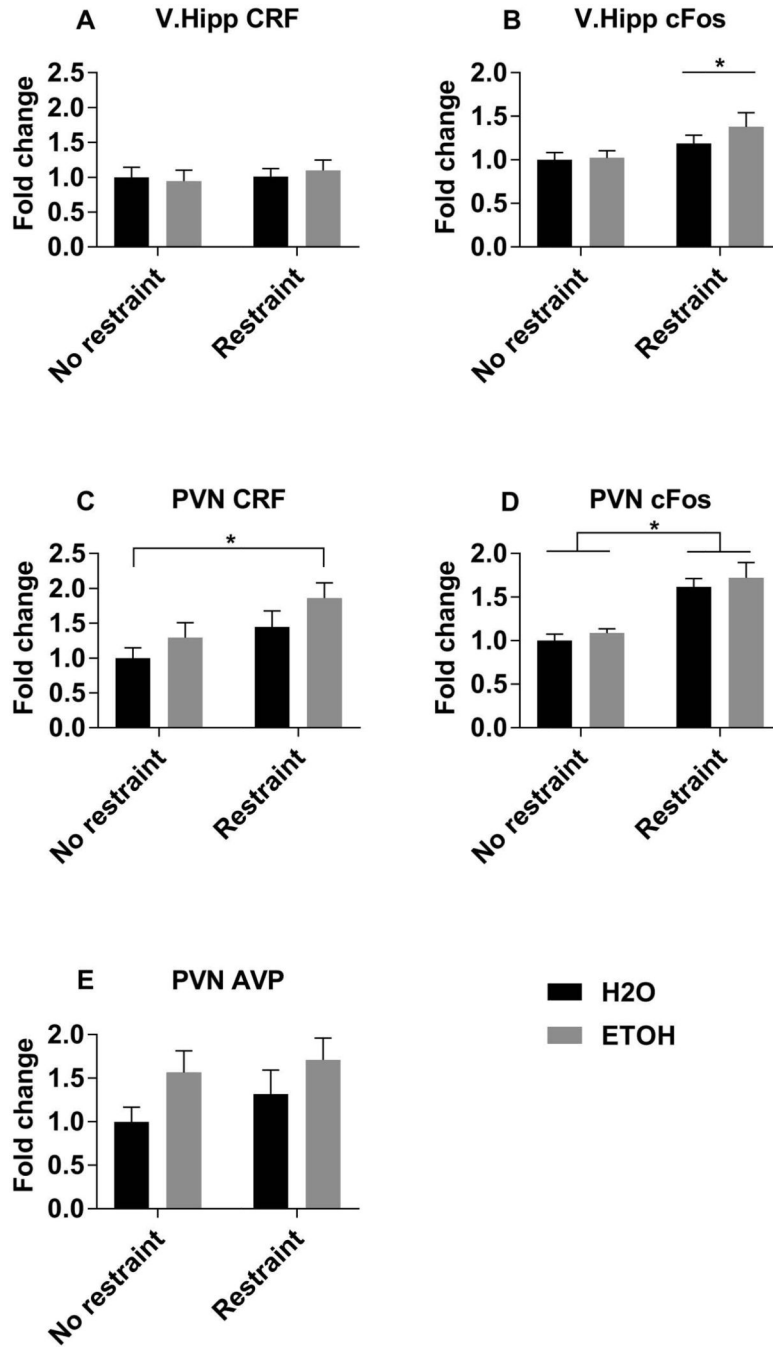 A V.Hipp CRF
Fold change
2.5
2.0
1.5
1.0
0.5
0.0
No restraint
Restraint
B V.Hipp cFos
*
Fold change
2.0
1.5
1.0
0.5
0.0
No restraint
Restraint
C PVN CRF
*
Fold change
2.5
2.0
1.5
1.0
0.5
0.0
No restraint
Restraint
D PVN cFos
*
Fold change
2.0
1.5
1.0
0.5
0.0
No restraint
Restraint
E PVN AVP
Fold change
2.0
1.5
1.0
0.5
0.0
No restraint
Restraint
H2O
ETOH